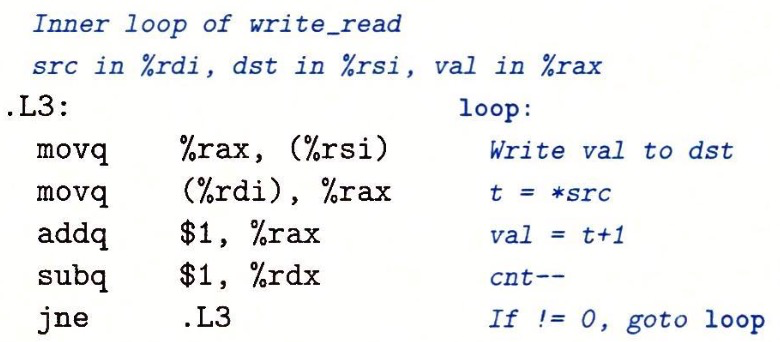 Inner loop of write_read
src in %rdi, dst in %rsi, val in %rax
.L3: loop:
movq %rax, (%rsi) Write val to dst
movq (%rdi), %rax t = *src
addq $1, %rax val = t+1
subq $1, %rdx cnt--
jne .L3 If != 0, goto loop